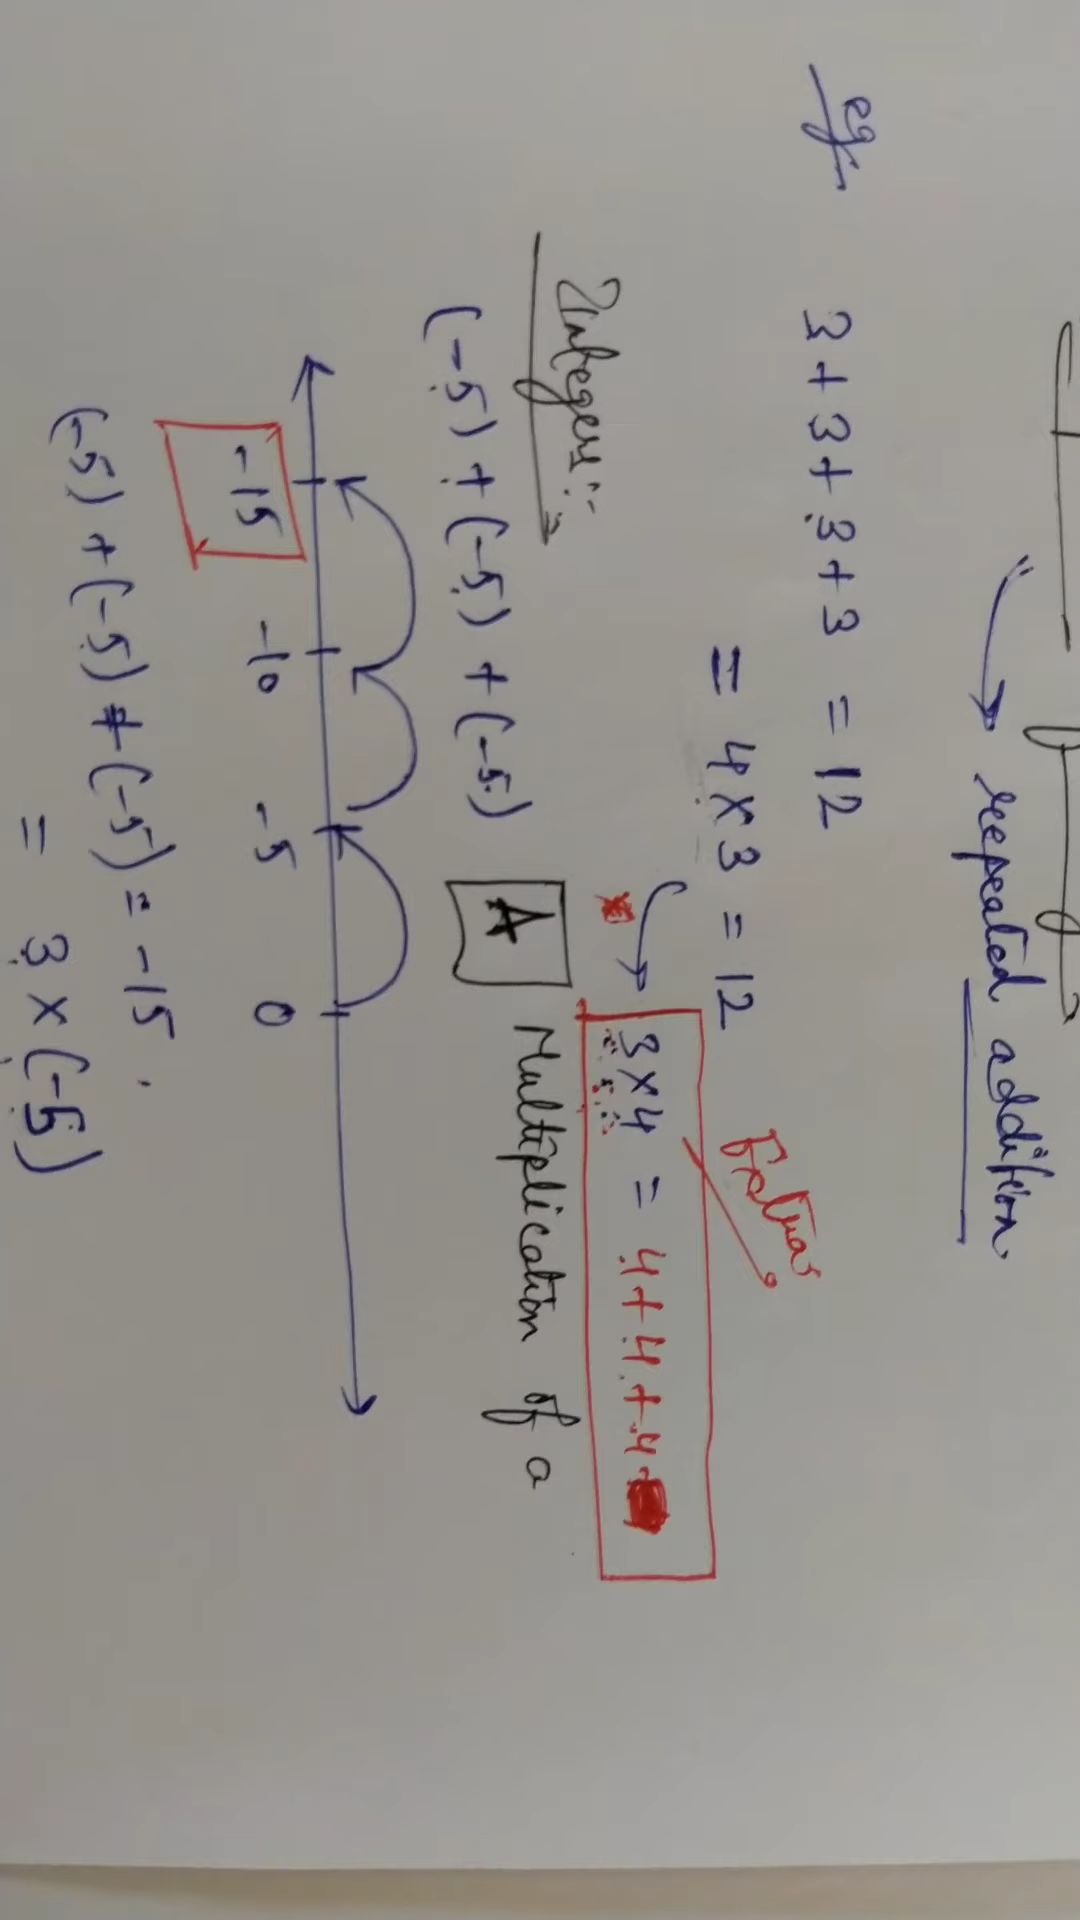 repeated addition
eg:- 3 + 3 + 3 + 3 = 12
= 4 × 3 = 12
3 × 4 = 4 + 4 + 4
Integers :-
A Multiplication of a
(-5) + (-5) + (-5)
-15 -10 -5 0
(-5) + (-5) + (-5) = -15
= 3 × (-5)